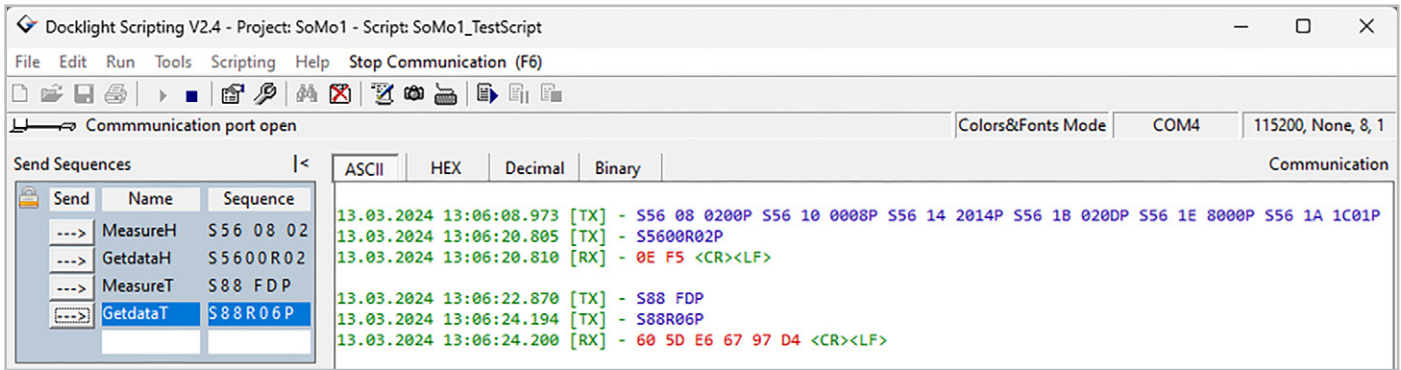 Docklight Scripting V2.4 - Project: SoMo1 - Script: SoMo1_TestScript
File Edit Run Tools Scripting Help Stop Communication (F6)
Commmunication port open
Colors&Fonts Mode
COM4
115200, None, 8, 1
Send Sequences
Send Name Sequence
---> MeasureH S56 08 02
---> GetdataH S5600R02
---> MeasureT S88 FDP
---> GetdataT S88R06P
ASCII HEX Decimal Binary
Communication
13.03.2024 13:06:08.973 [TX] - S56 08 0200P S56 10 0008P S56 14 2014P S56 1B 020DP S56 1E 8000P S56 1A 1C01P
13.03.2024 13:06:20.805 [TX] - S5600R02P
13.03.2024 13:06:20.810 [RX] - 0E F5 <CR><LF>
13.03.2024 13:06:22.870 [TX] - S88 FDP
13.03.2024 13:06:24.194 [TX] - S88R06P
13.03.2024 13:06:24.200 [RX] - 60 5D E6 67 97 D4 <CR><LF>